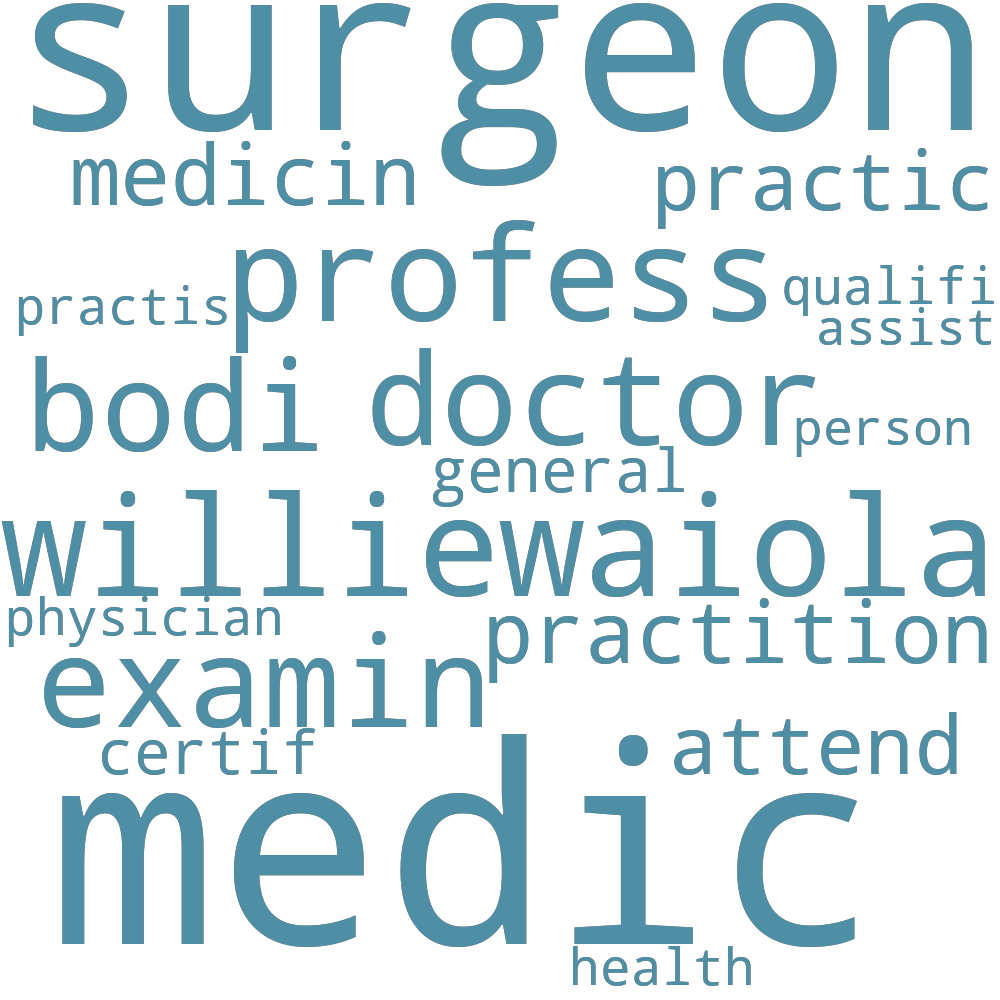 surgeon
medicin practic
profess
practis qualifi
assist
bodi doctor
person
general
williewaiola
physician practition
examin
certif attend
medic
health